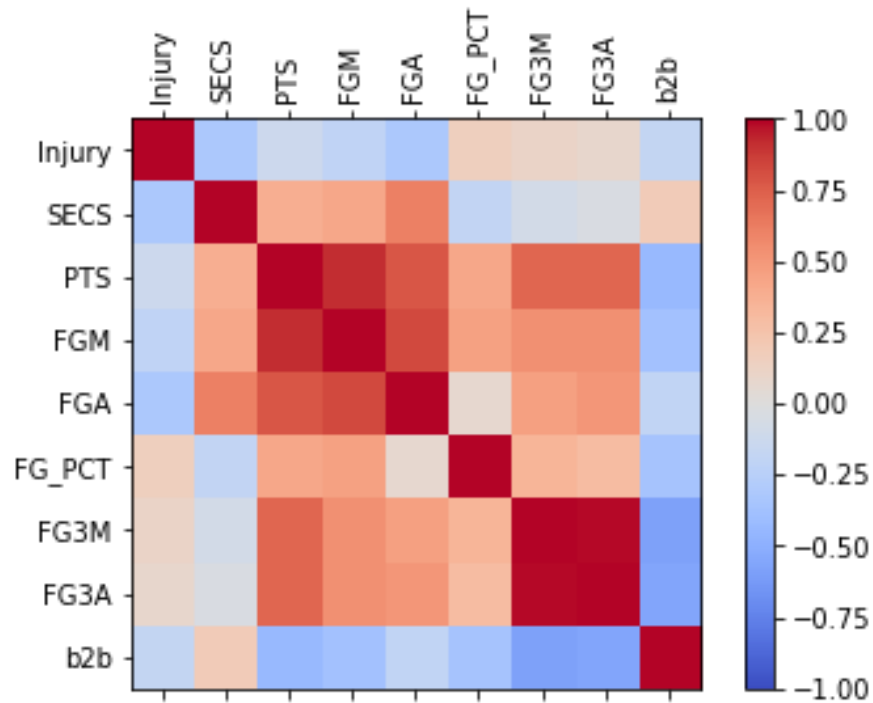 Injury SECS PTS FGM FGA FG_PCT FG3M FG3A b2b
Injury
SECS
PTS
FGM
FGA
FG_PCT
FG3M
FG3A
b2b
1.00
0.75
0.50
0.25
0.00
−0.25
−0.50
−0.75
−1.00